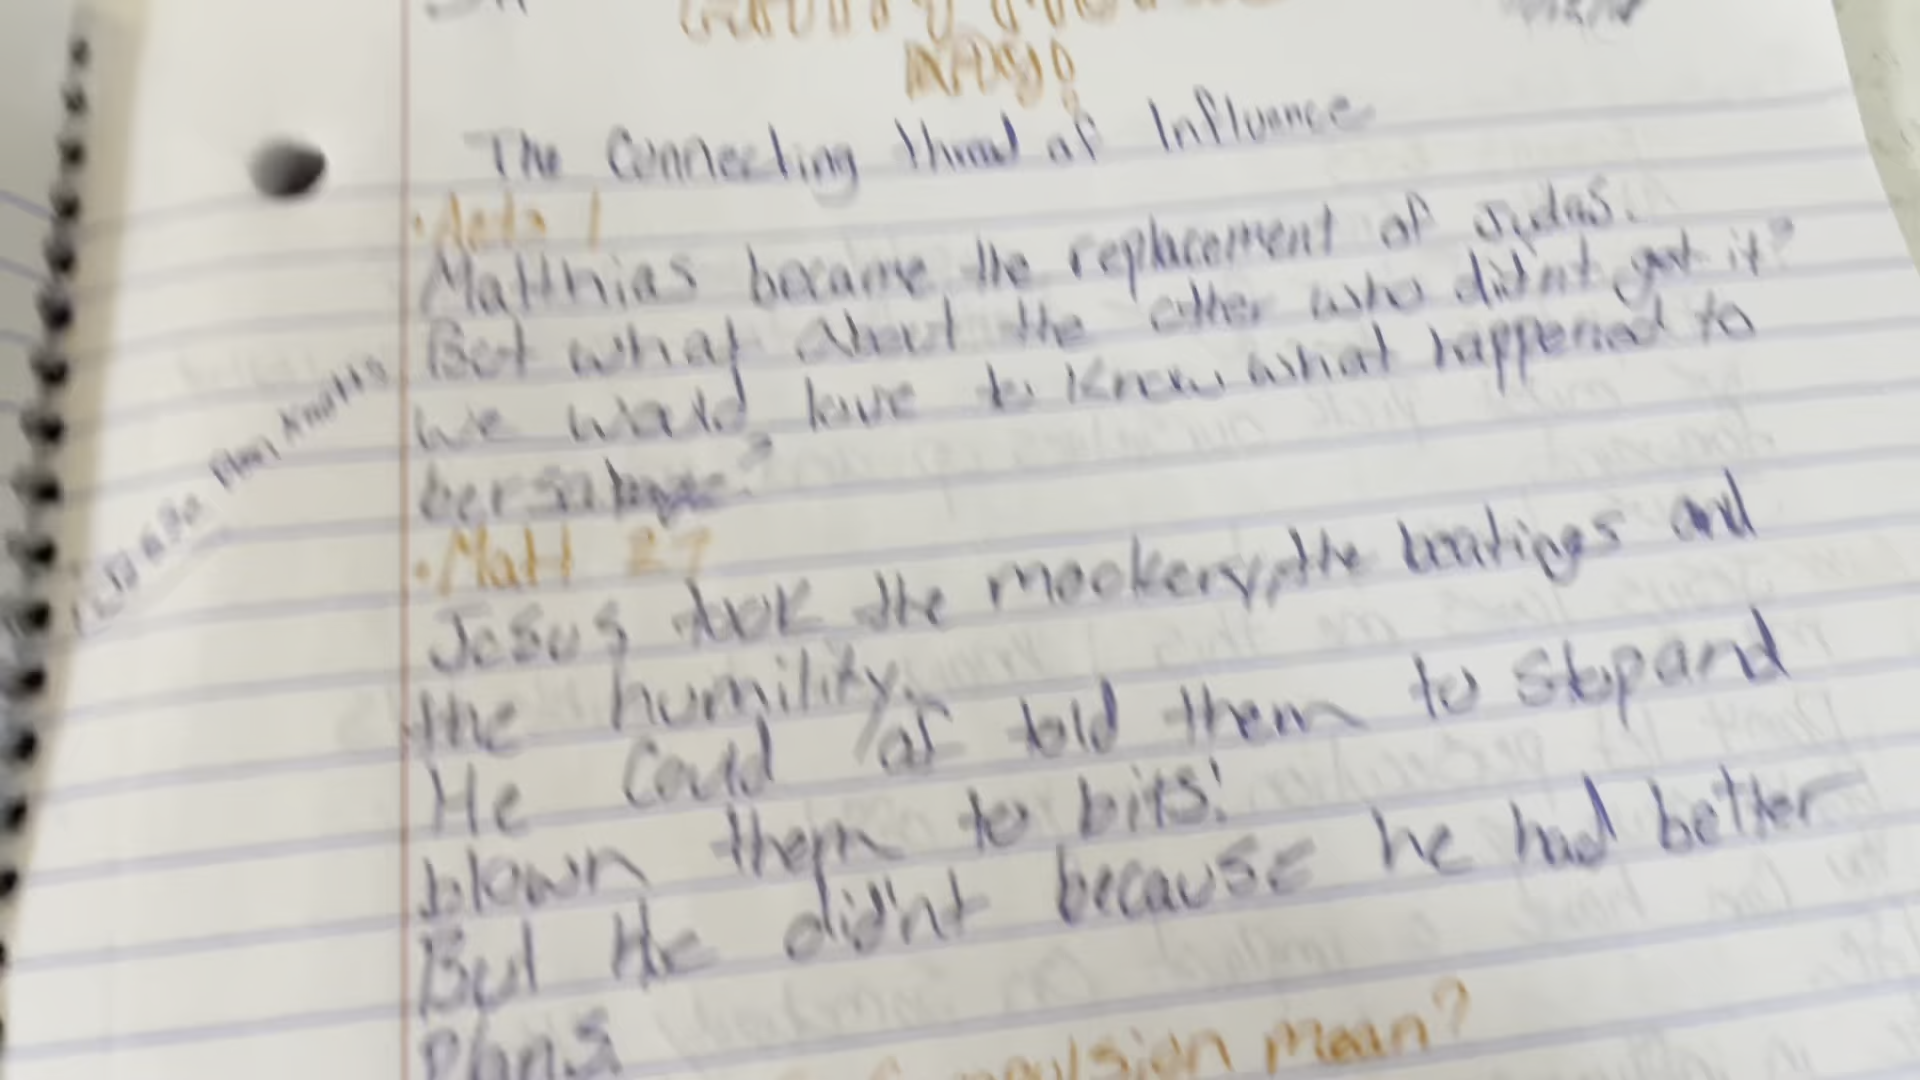 The Connecting thread of Influence
• Acts 1
Matthias became the replacement of Judas.
But what about the other who didn't get it?
We would love to know what happened to
bersabas?
• Matt 27
Jesus took the mockery, the beatings and
the humility.
He could of told them to stop and
blown them to bits!
But He didn't because he had better
Plans
mean?